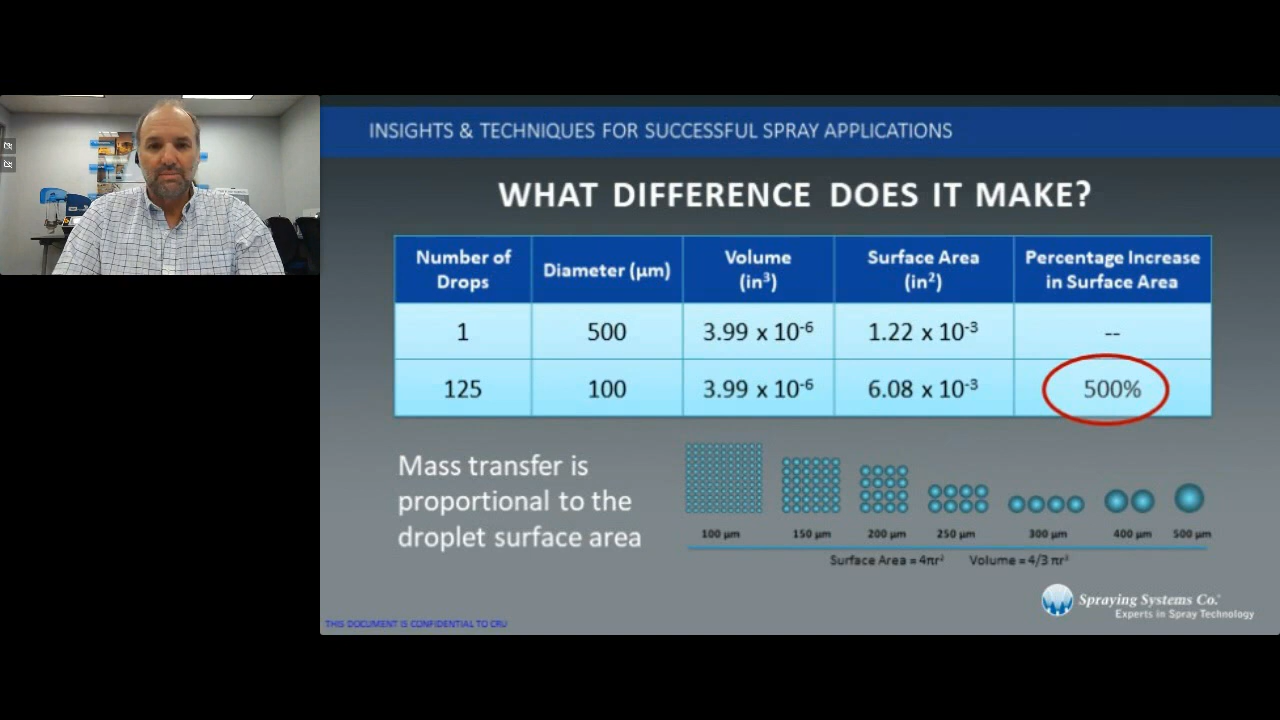 INSIGHTS & TECHNIQUES FOR SUCCESSFUL SPRAY APPLICATIONS
WHAT DIFFERENCE DOES IT MAKE?
Number of Drops Diameter (µm) Volume (in³) Surface Area (in²) Percentage Increase in Surface Area
1 500 3.99 x 10⁻⁶ 1.22 x 10⁻³ --
125 100 3.99 x 10⁻⁶ 6.08 x 10⁻³ 500%
Mass transfer is
proportional to the
droplet surface area
100 µm 150 µm 200 µm 250 µm 300 µm 400 µm 500 µm
Surface Area = 4πr² Volume = 4/3 πr³
Spraying Systems Co.®
Experts in Spray Technology
THIS DOCUMENT IS CONFIDENTIAL TO CRU